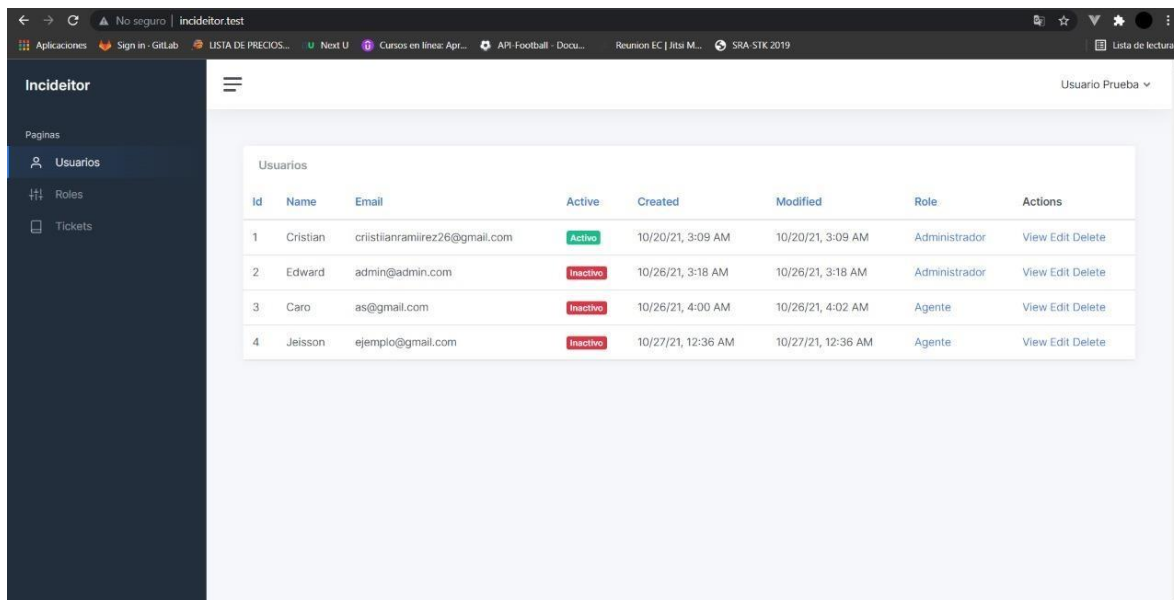 No seguro | incideitor.test
Aplicaciones Sign in · GitLab LISTA DE PRECIOS... U Next U Cursos en línea: Apr... API-Football - Docu... Reunion EC | Jitsi M... SRA-STK 2019 Lista de lectura
Incideitor Usuario Prueba
Paginas
Usuarios
Roles
Tickets
Usuarios
Id Name Email Active Created Modified Role Actions
1 Cristian criistiianramiirez26@gmail.com Activo 10/20/21, 3:09 AM 10/20/21, 3:09 AM Administrador View Edit Delete
2 Edward admin@admin.com Inactivo 10/26/21, 3:18 AM 10/26/21, 3:18 AM Administrador View Edit Delete
3 Caro as@gmail.com Inactivo 10/26/21, 4:00 AM 10/26/21, 4:02 AM Agente View Edit Delete
4 Jeisson ejemplo@gmail.com Inactivo 10/27/21, 12:36 AM 10/27/21, 12:36 AM Agente View Edit Delete